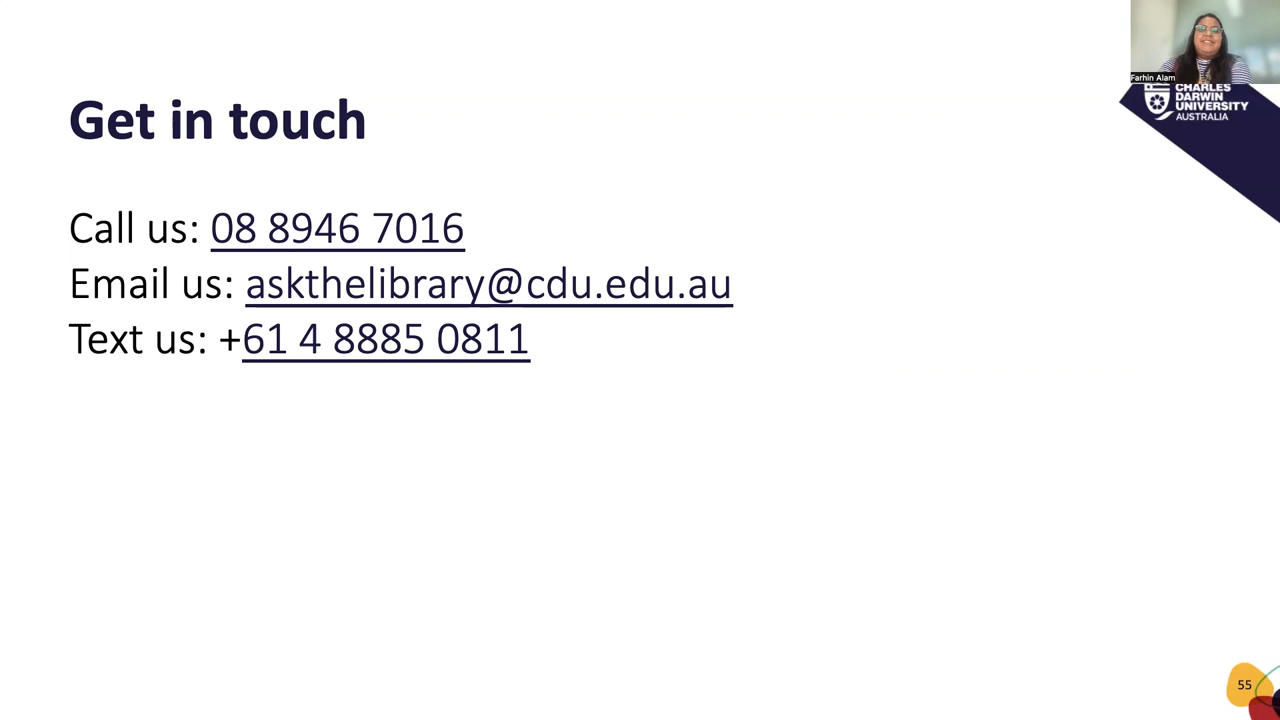 Farhin Alam
CHARLES
DARWIN
UNIVERSITY
AUSTRALIA
Get in touch
Call us: 08 8946 7016
Email us: askthelibrary@cdu.edu.au
Text us: +61 4 8885 0811
55